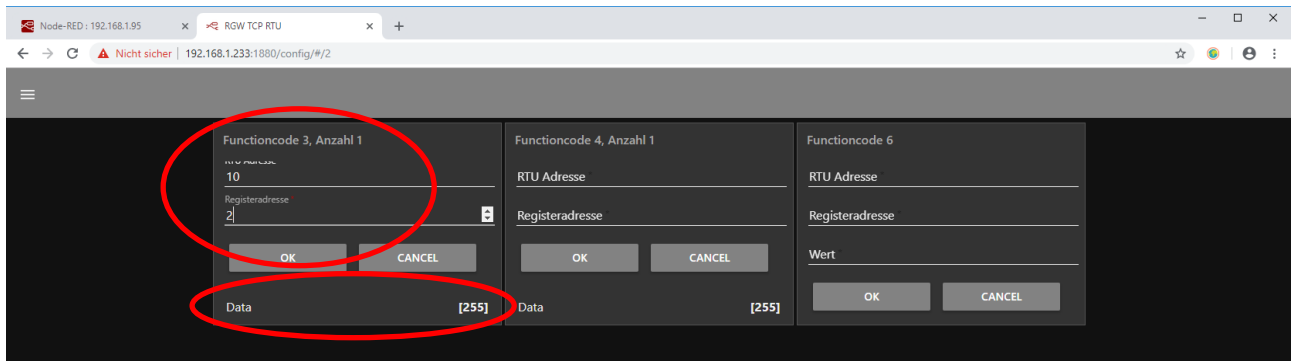 Node-RED : 192.168.1.95
RGW TCP RTU
Nicht sicher
192.168.1.233:1880/config/#/2
Functioncode 3, Anzahl 1
RTU Adresse
10
Registeradresse *
2
OK CANCEL
Data [255]
Functioncode 4, Anzahl 1
RTU Adresse *
Registeradresse *
OK CANCEL
Data [255]
Functioncode 6
RTU Adresse *
Registeradresse *
Wert *
OK CANCEL